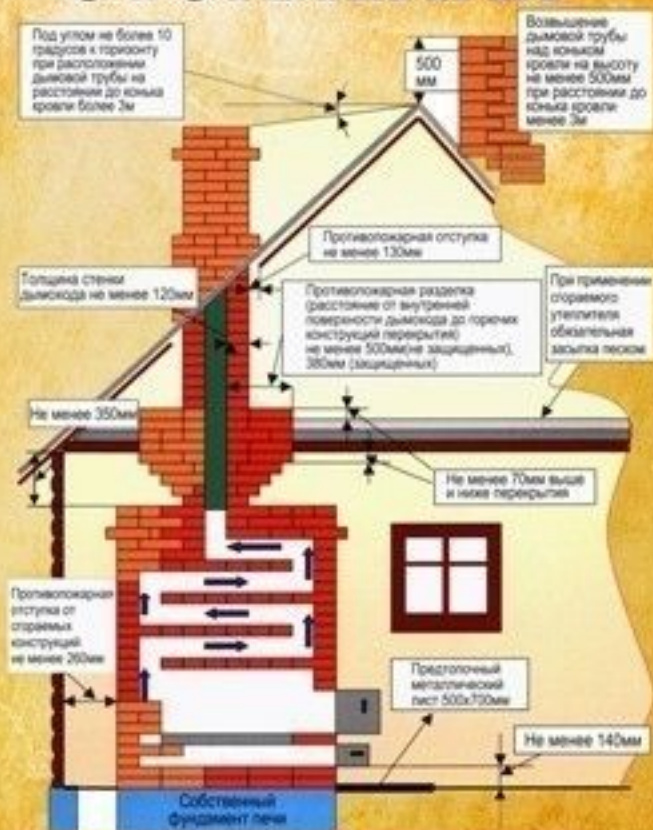 Под углом не более 10
градусов к горизонту
при расположении
дымовой трубы на
расстоянии до конька
кровли более 3м
500
мм
Возвышение
дымовой трубы
над коньком
кровли на высоту
не менее 500мм
при расстоянии до
конька кровли
менее 3м
Противопожарная отступка
не менее 130мм
Толщина стенки
дымохода не менее 120мм
Противопожарная разделка
(расстояние от внутренней
поверхности дымохода до горючих
конструкций перекрытия)
не менее 500мм(не защищенных),
380мм (защищенных)
При применении
сгораемого
утеплителя
обязательная
засыпка песком
Не менее 350мм
Не менее 70мм выше
и ниже перекрытия
Противопожарная
отступка от
сгораемых
конструкций
не менее 260мм
Предтопочный
металлический
лист 500х700мм
Не менее 140мм
Собственный
фундамент печи